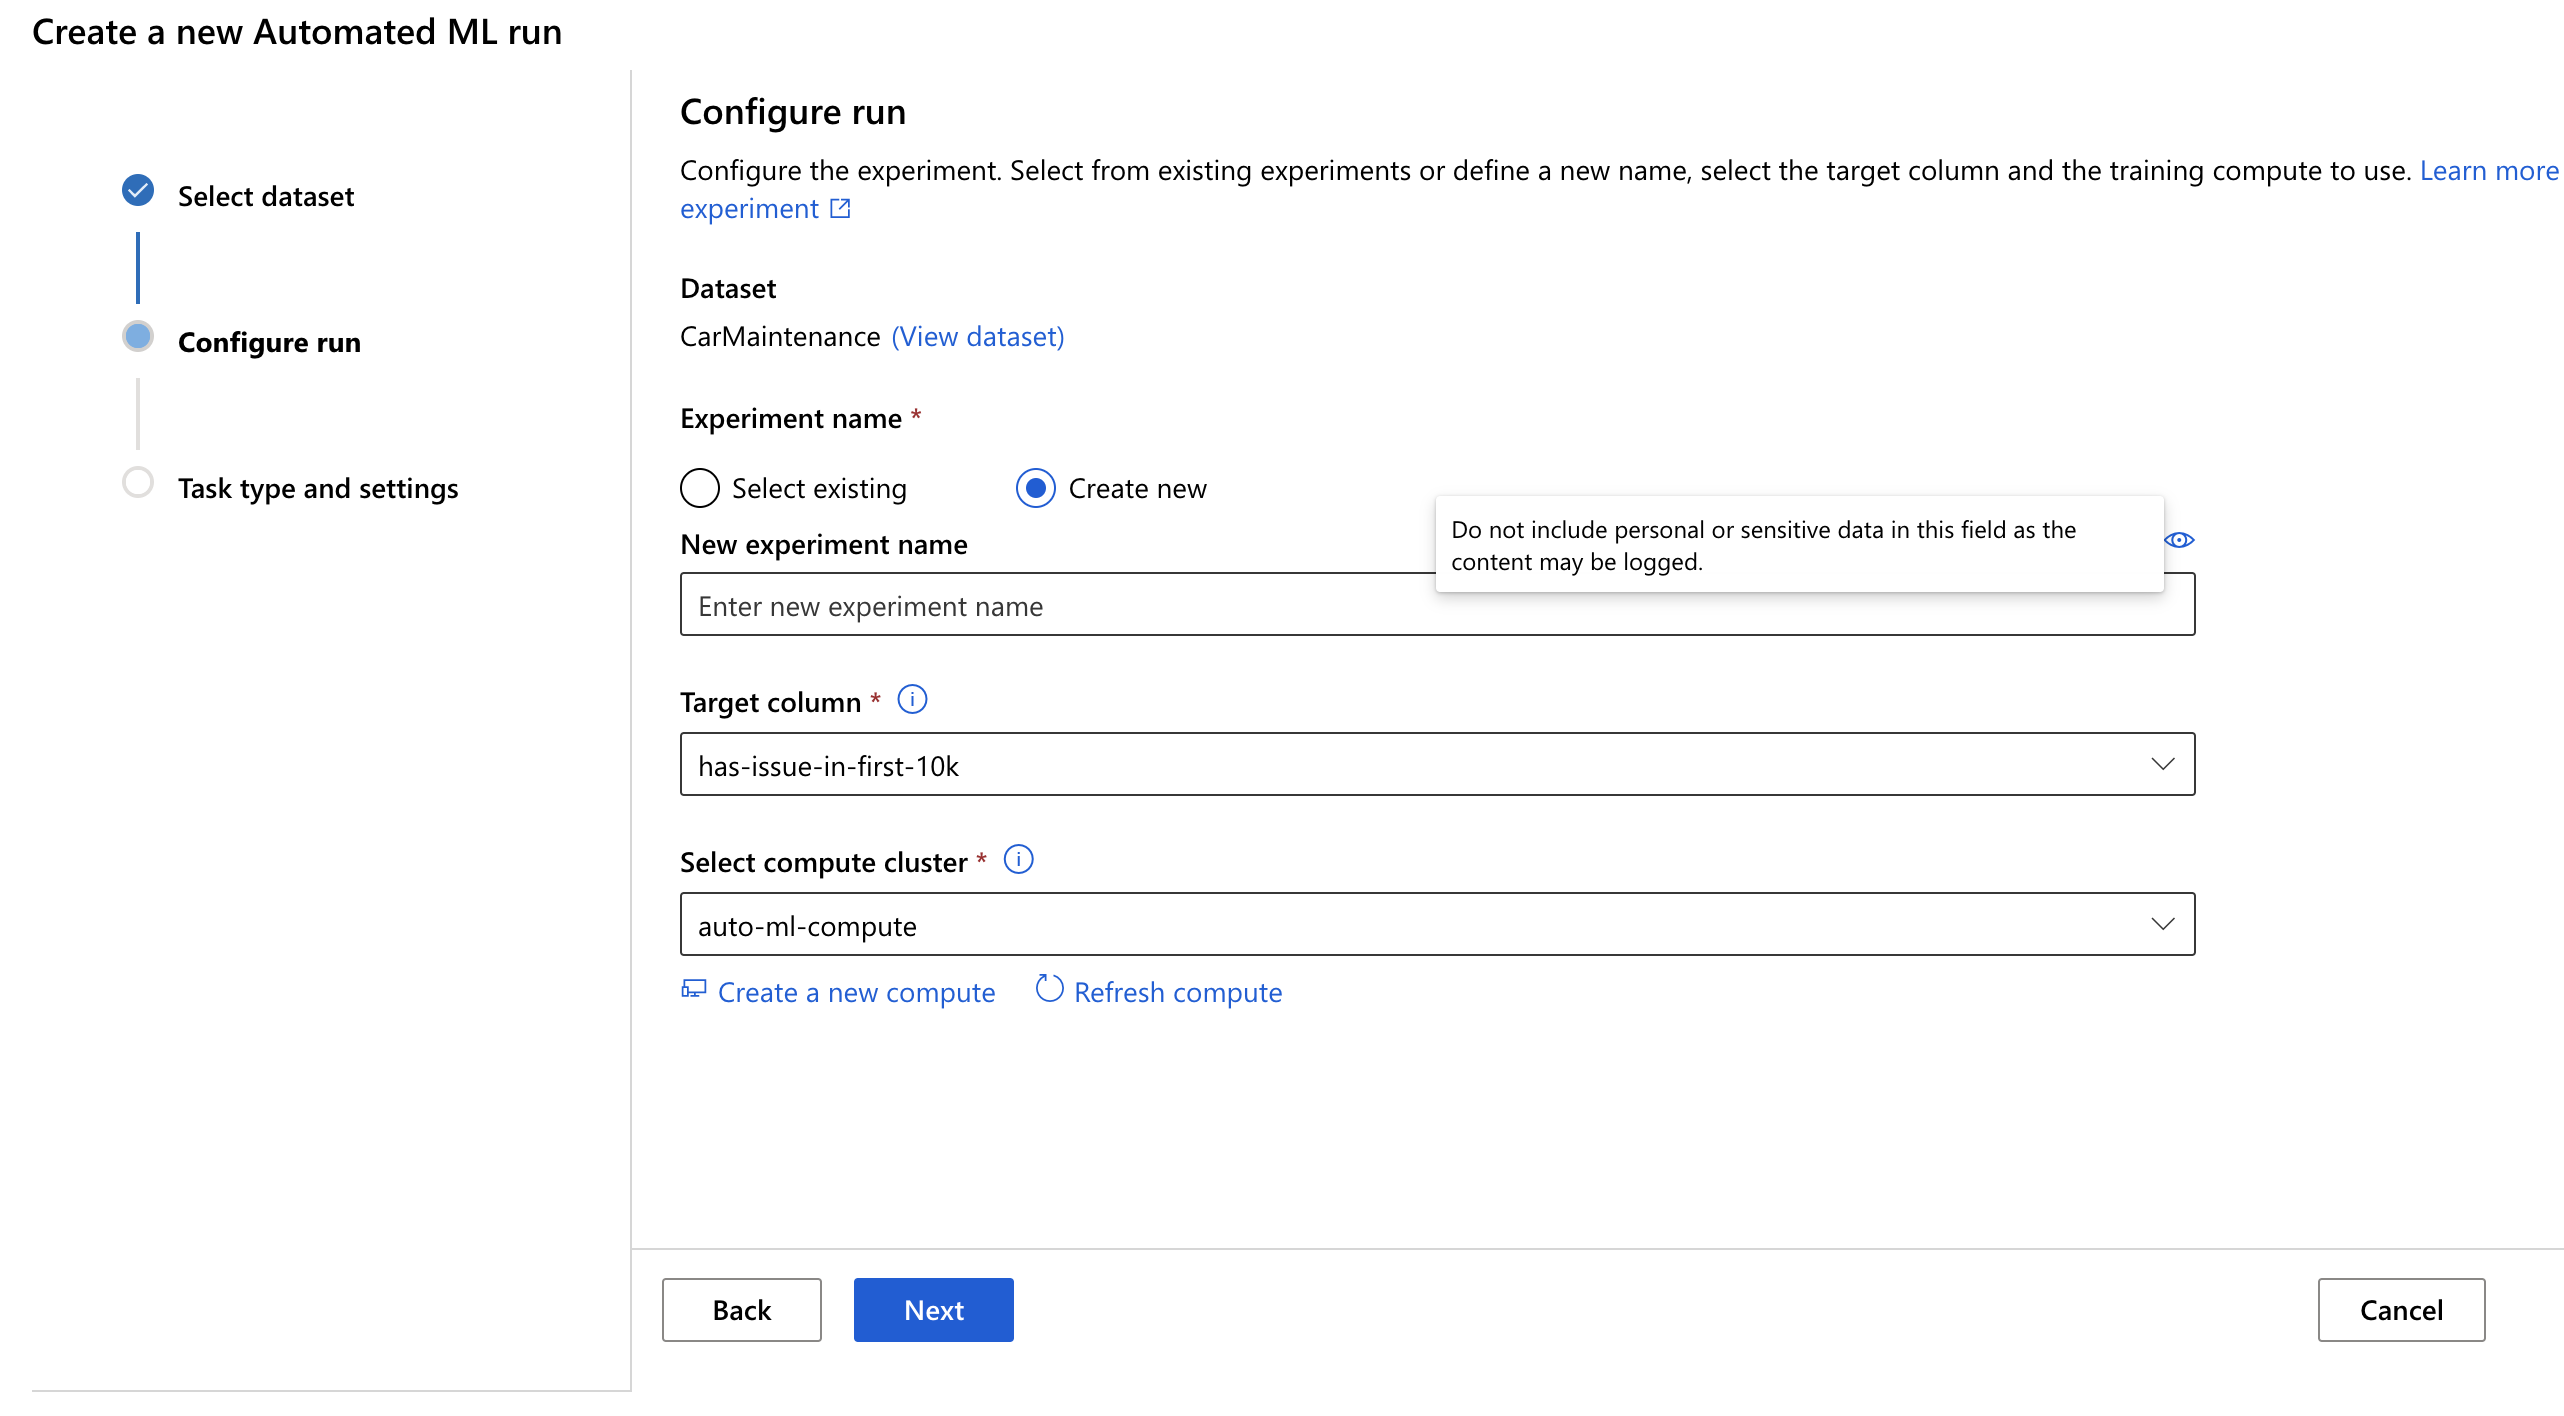 Create a new Automated ML run
Select dataset
Configure run
Task type and settings
Configure run
Configure the experiment. Select from existing experiments or define a new name, select the target column and the training compute to use. Learn more
experiment
Dataset
CarMaintenance (View dataset)
Experiment name *
Select existing
Create new
New experiment name
Do not include personal or sensitive data in this field as the
content may be logged.
Enter new experiment name
Target column *
has-issue-in-first-10k
Select compute cluster *
auto-ml-compute
Create a new compute
Refresh compute
Back
Next
Cancel